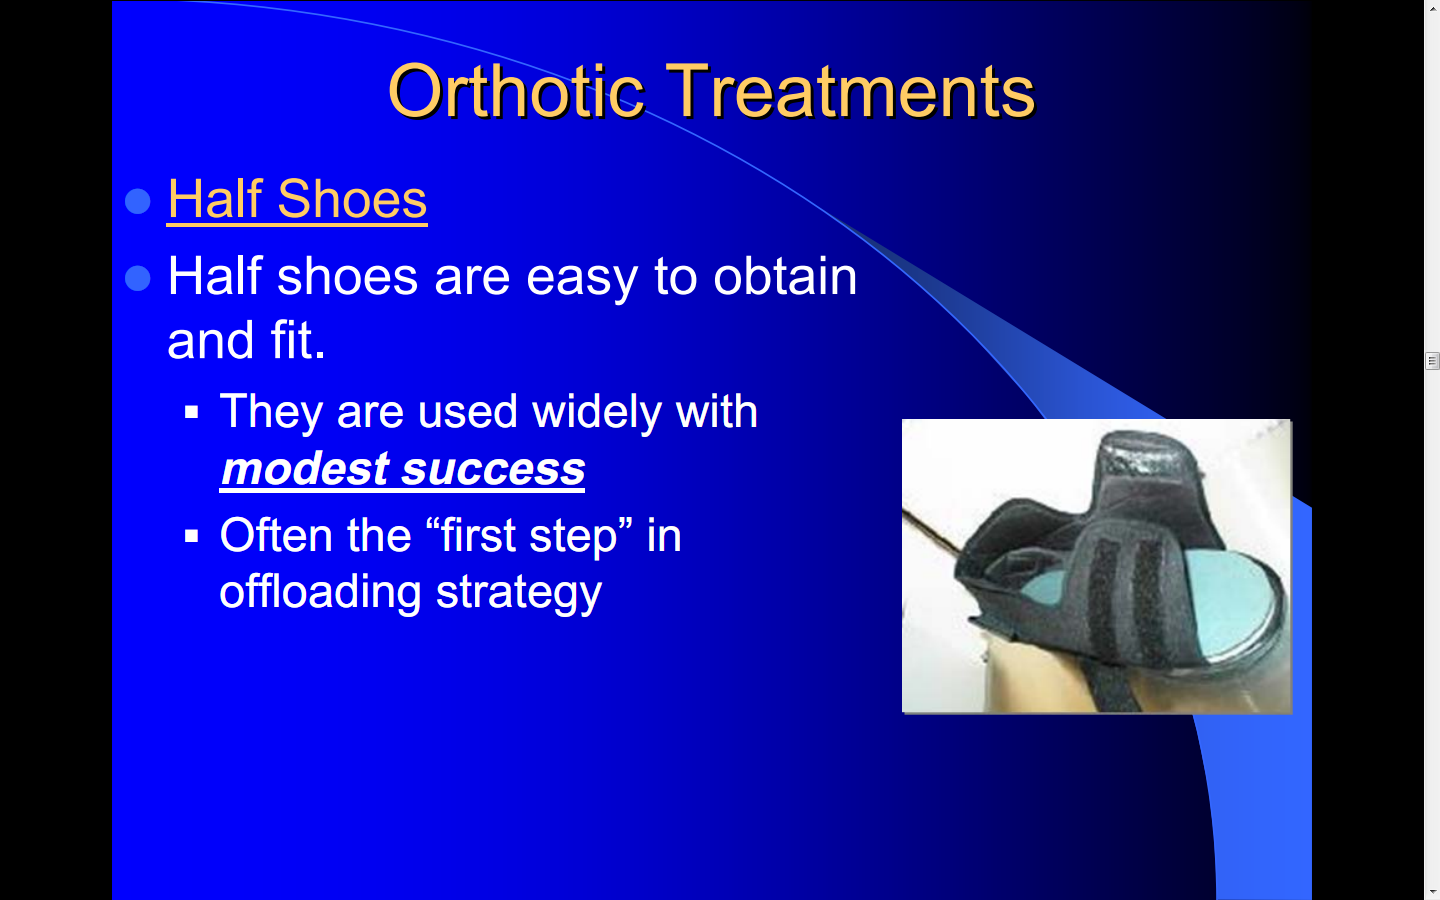 Orthotic Treatments
Half Shoes
Half shoes are easy to obtain
and fit.
They are used widely with
modest success
Often the “first step” in
offloading strategy